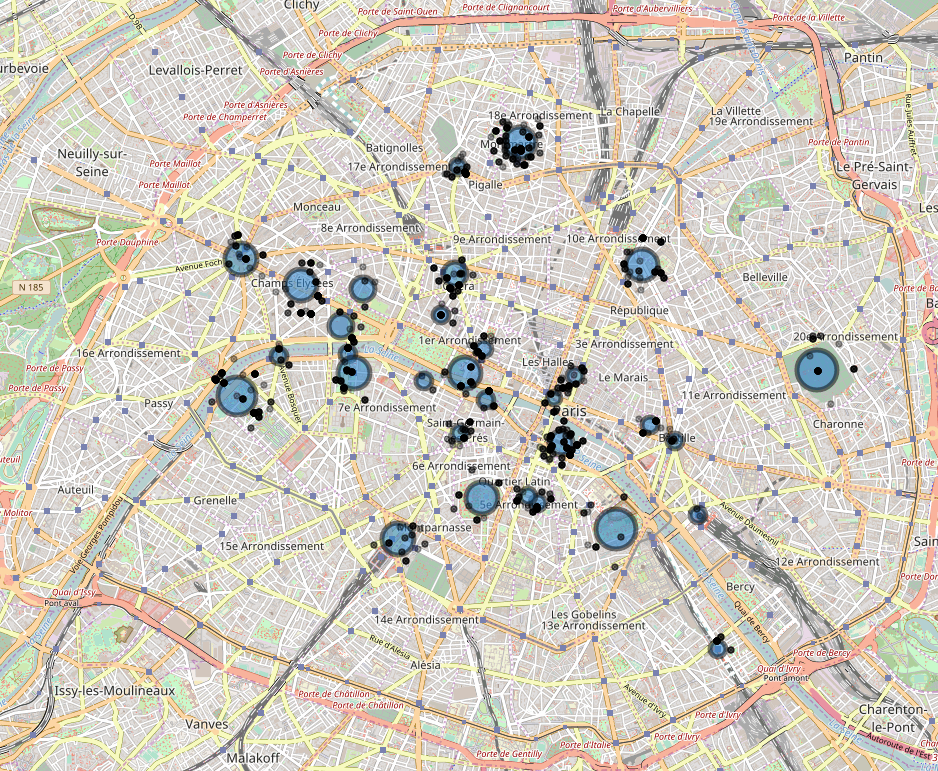 Clichy
Porte de Saint-Ouen
Porte de Clignancourt
Porte d'Aubervilliers
Porte de la Villette
Porte de Clichy
Porte de Clichy
Levallois-Perret
Porte d'Asnières
Pantin
Porte d'Asnières
Porte de Champerret
18e Arrondissement
La Chapelle
La Villette
19e Arrondissement
Rue Jules Auffret
Neuilly-sur-
Seine
Batignolles
Porte de Pantin
Porte Maillot
17e Arrondissement
Le Pré-Saint-
Gervais
Porte Maillot
Pigalle
Monceau
8e Arrondissement
Porte Dauphine
9e Arrondissement
10e Arrondissement
Avenue Foch
Belleville
N 185
Champs Élysées
République
1er Arrondissement
3e Arrondissement
20e Arrondissement
16e Arrondissement
Porte de Passy
Les Halles
Le Marais
Porte de Passy
Avenue Bosquet
11e Arrondissement
Passy
7e Arrondissement
Paris
Charonne
Saint-Germain-
Prés
6e Arrondissement
Quartier Latin
Auteuil
Grenelle
5e Arrondissement
Avenue Daumesnil
Voie Georges Pompidou
Montparnasse
15e Arrondissement
12e Arrondissement
Bercy
Quai d'Issy
Pont aval
Quai de Bercy
14e Arrondissement
Les Gobelins
13e Arrondissement
Rue d'Alésia
Alésia
Porte de Bercy
Quai d'Ivry
Pont amont
Issy-les-Moulineaux
Porte de Châtillon
Porte de Châtillon
Avenue d'Ivry
Porte d'Ivry
Charenton-
le-Pont
Vanves
Porte d'Ivry
Porte d'Italie
Porte de Gentilly
Malakoff
Autoroute de l'Est